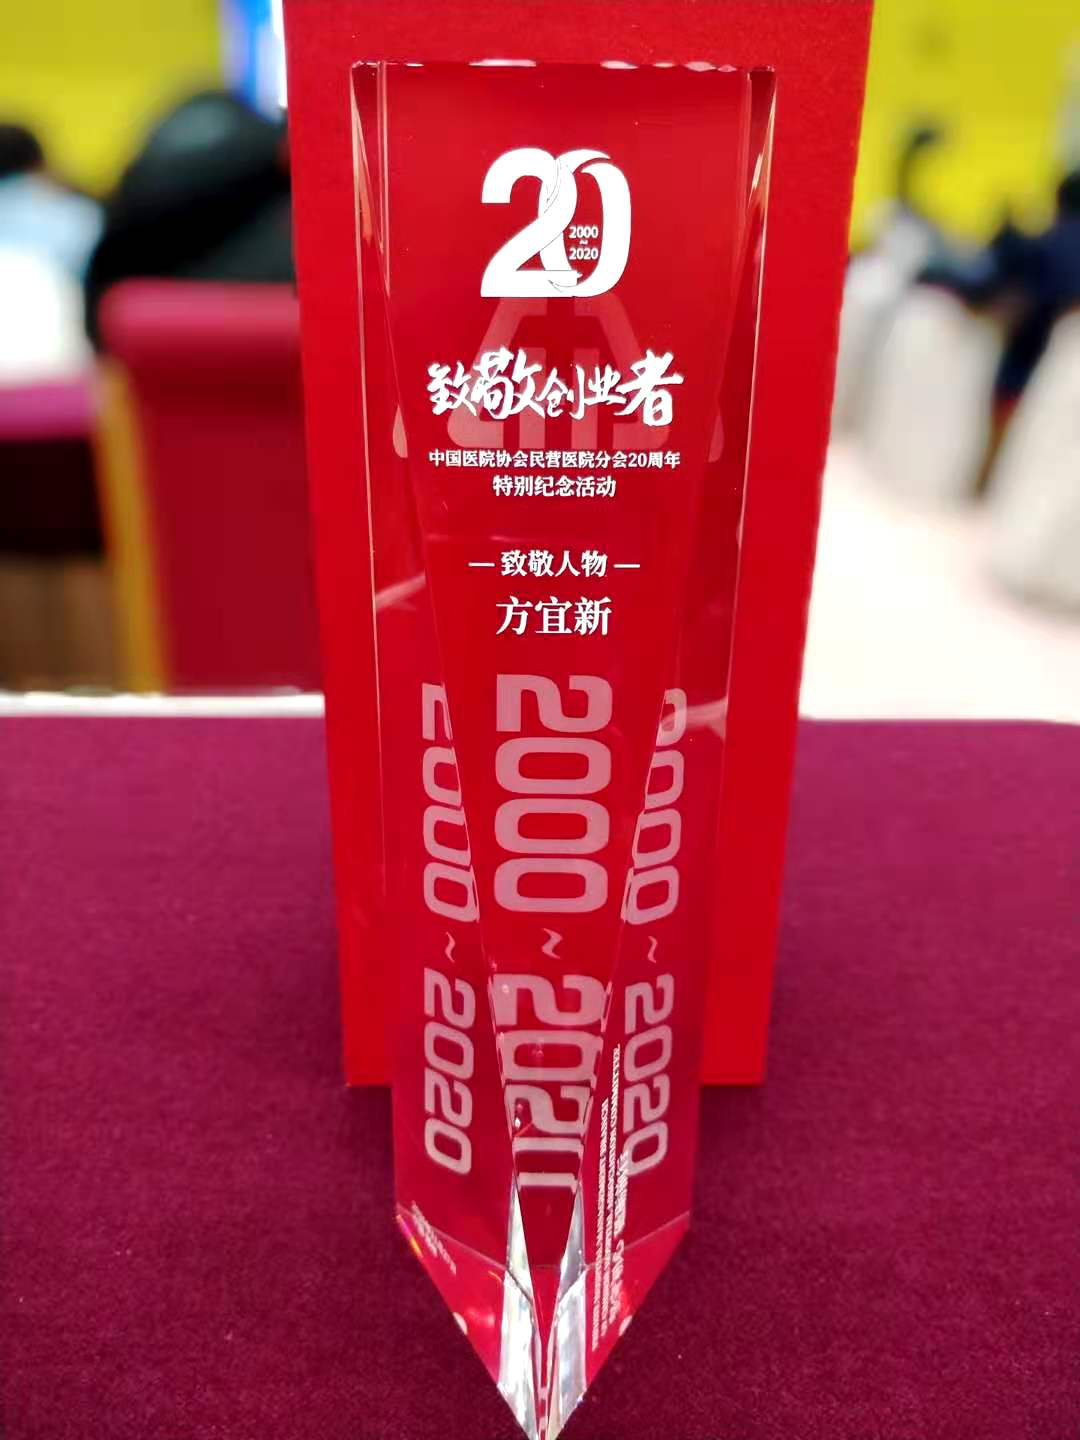 20
2000
~
2020
致敬创业者
中国医院协会民营医院分会20周年
特别纪念活动
— 致敬人物 —
方宜新
2000 ~ 2020
2000 ~ 2020
2000 ~ 2020